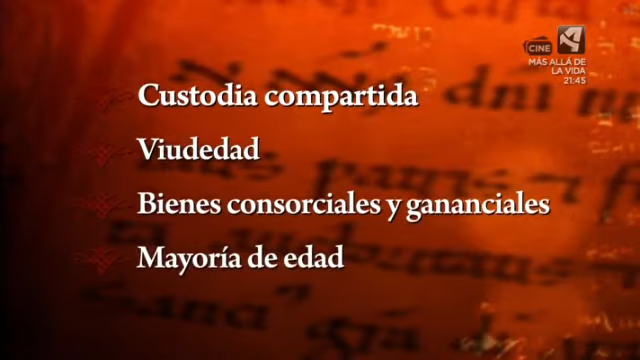 CINE
MÁS ALLÁ DE
LA VIDA
21:45
Custodia compartida
Viudedad
Bienes consorciales y gananciales
Mayoría de edad